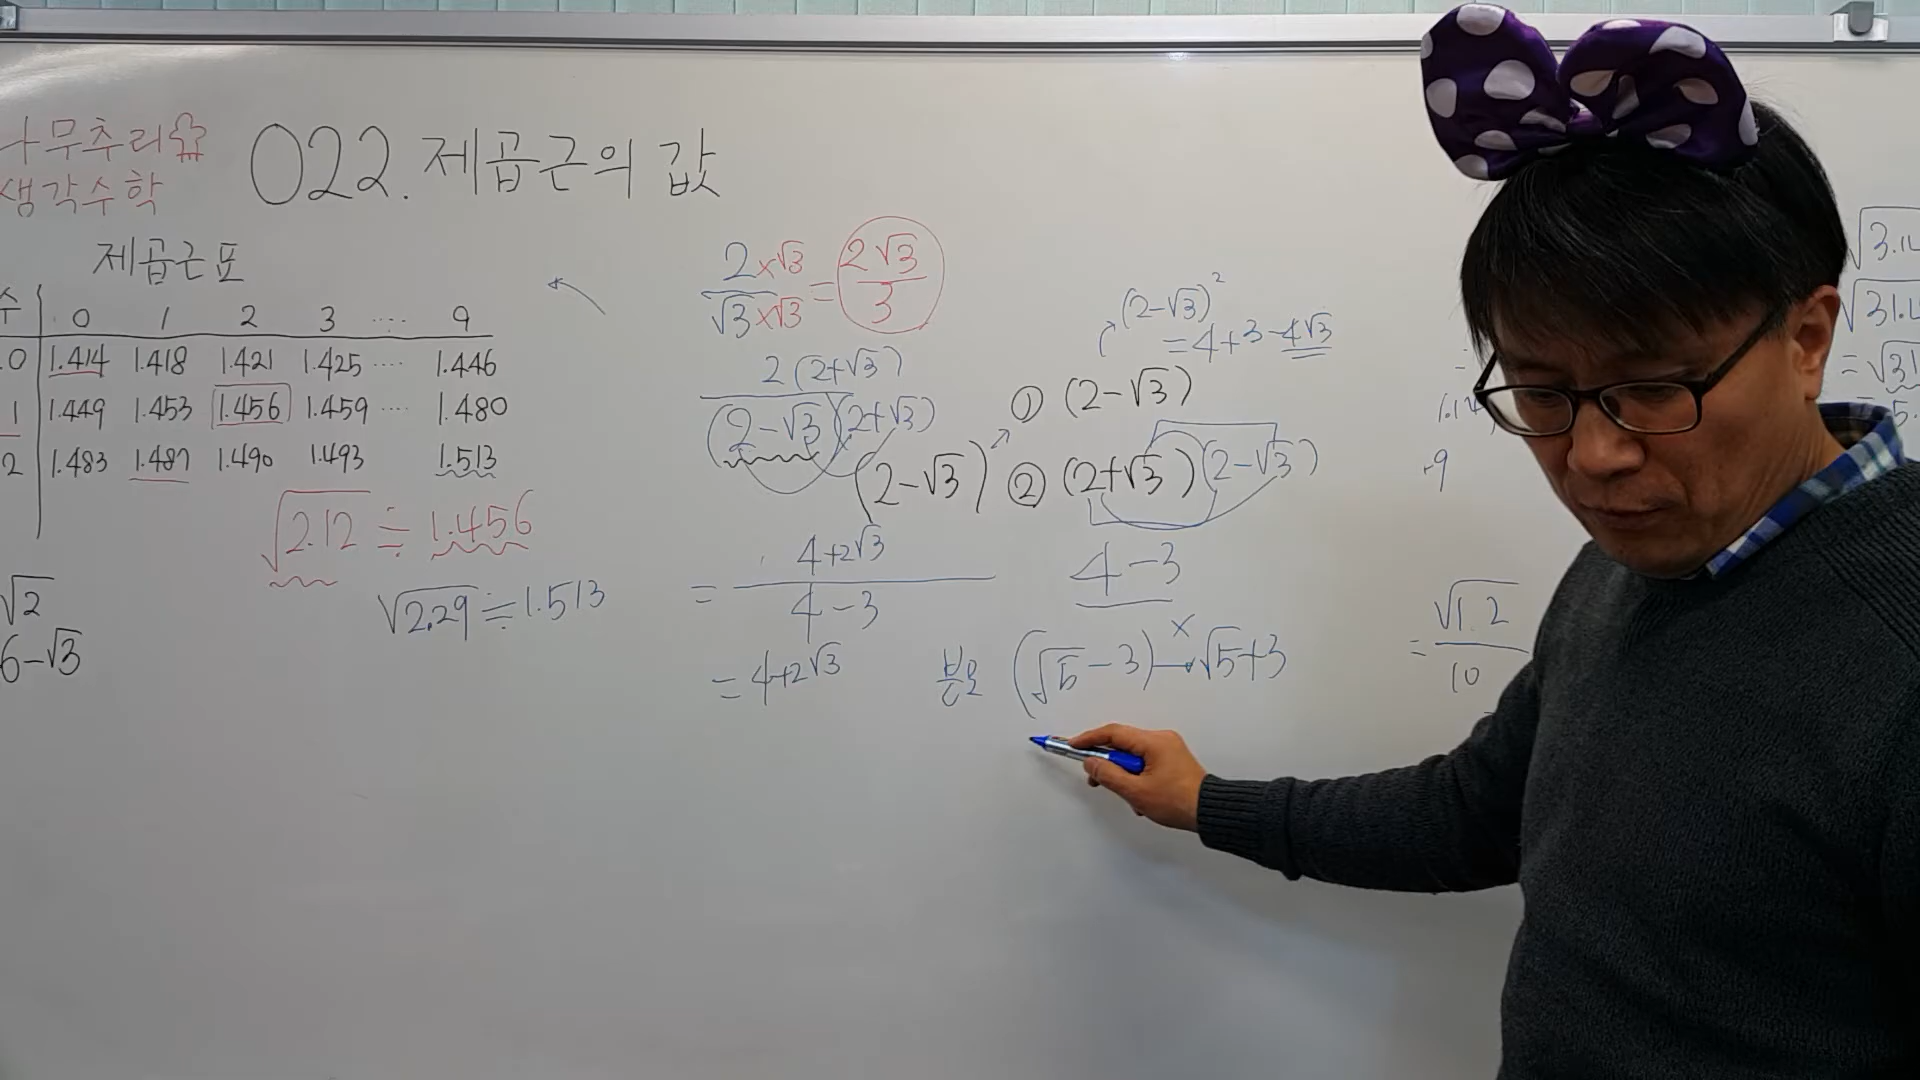 나무추리
생각수학
022. 제곱근의 값
제곱근표
수 0 1 2 3 .... 9
.0 1.414 1.418 1.421 1.425 .... 1.446
1 1.449 1.453 1.456 1.459 .... 1.480
2 1.483 1.487 1.490 1.493 1.513
√2.12 ≒ 1.456
√2.29 ≒ 1.513
√2
6-√3
2×√3 / √3×√3 = 2√3 / 3
2(2+√3) / (2-√3)(2+√3)
= 4+2√3 / 4-3
= 4+2√3
(2-√3)²
= 4+3-4√3
① (2-√3)
(2-√3) ② (2+√3)(2-√3)
4-3
분모 (√5-3) × √5+3
√3.14
√31.4
= √31
= 5.
= √1.2 / 10